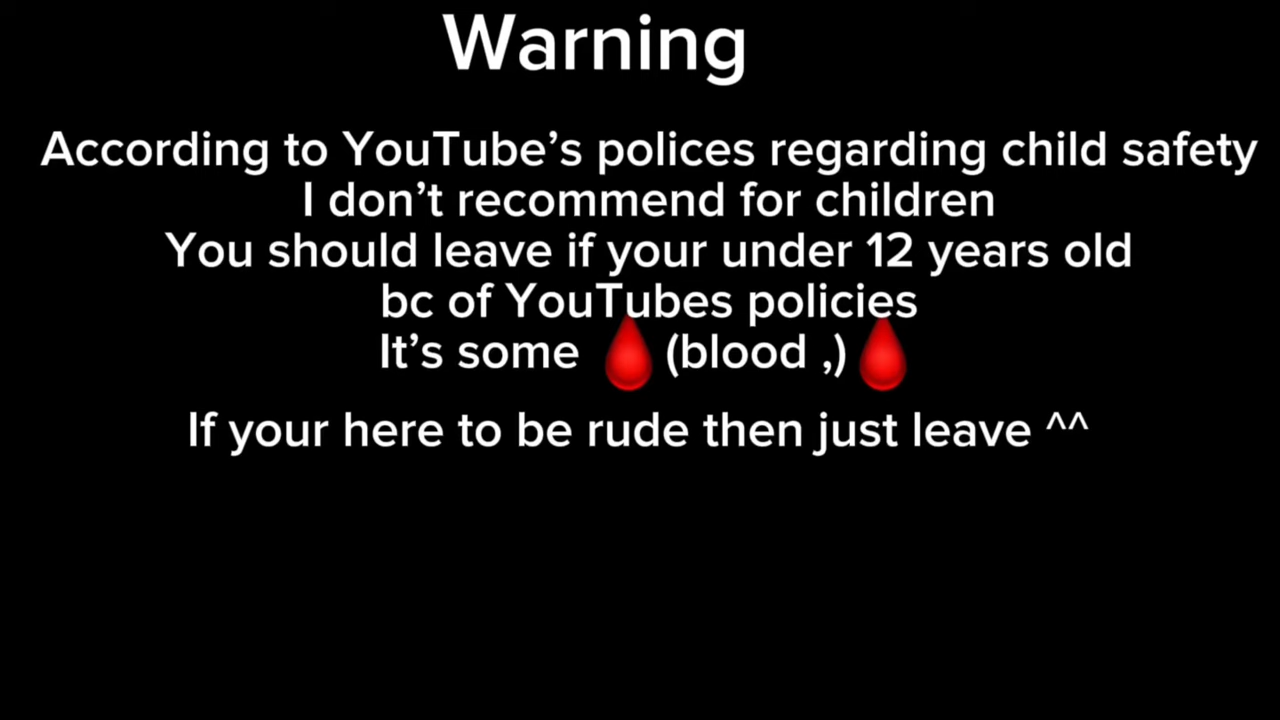 Warning
According to YouTube’s polices regarding child safety
I don’t recommend for children
You should leave if your under 12 years old
bc of YouTubes policies
It’s some 🩸(blood ,)🩸
If your here to be rude then just leave ^^